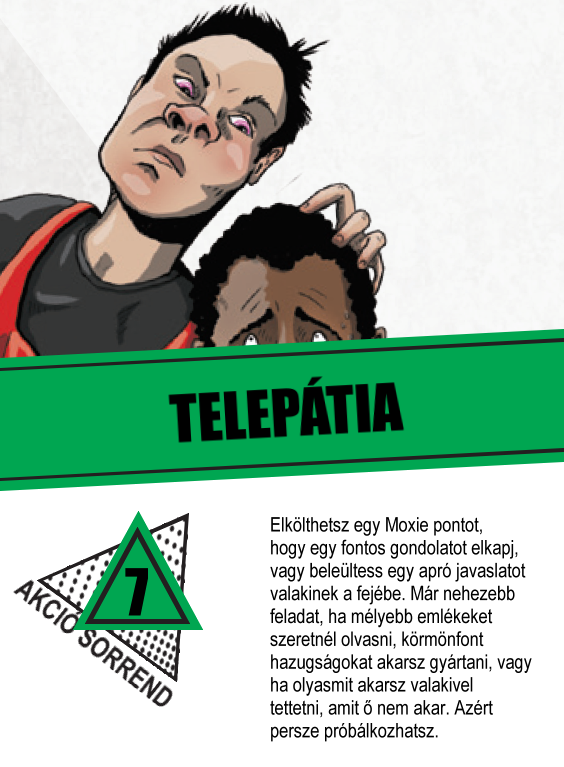 TELEPÁTIA
7
AKCIÓ SORREND
Elkölthetsz egy Moxie pontot,
hogy egy fontos gondolatot elkapj,
vagy beleültess egy apró javaslatot
valakinek a fejébe. Már nehezebb
feladat, ha mélyebb emlékeket
szeretnél olvasni, körmönfont
hazugságokat akarsz gyártani, vagy
ha olyasmit akarsz valakivel
tettetni, amit ő nem akar. Azért
persze próbálkozhatsz.